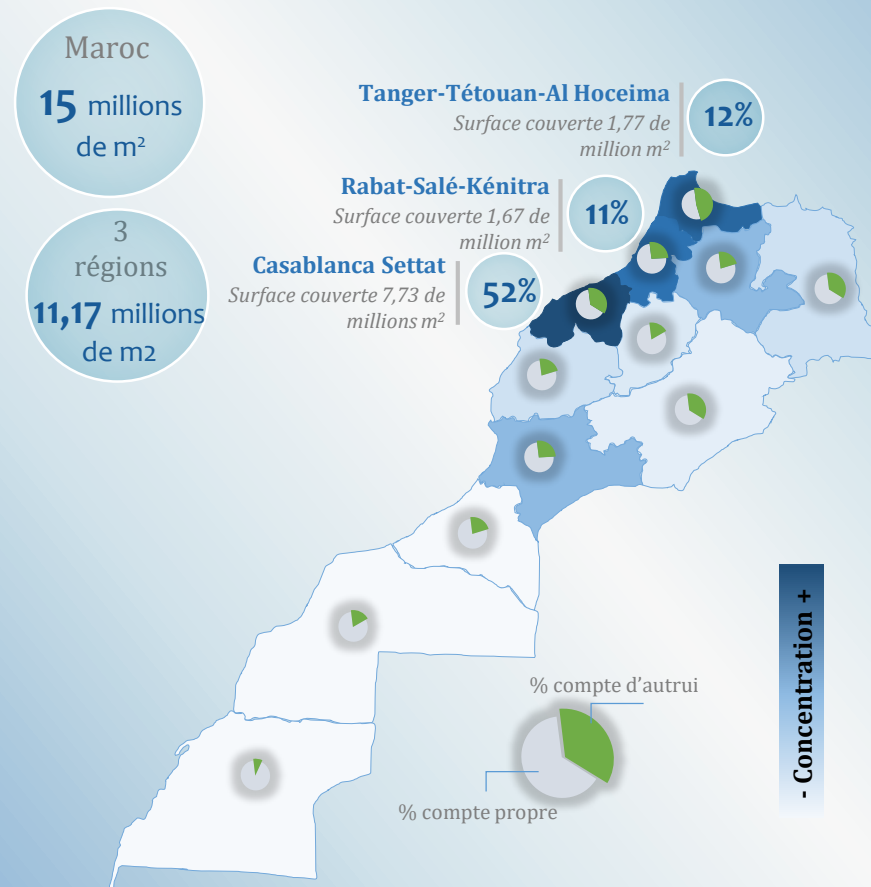 Maroc
15 millions
de m²
3
régions
11,17 millions
de m2
Tanger-Tétouan-Al Hoceima
Surface couverte 1,77 de
million m²
12%
Rabat-Salé-Kénitra
Surface couverte 1,67 de
million m²
11%
Casablanca Settat
Surface couverte 7,73 de
millions m²
52%
% compte d'autrui
% compte propre
- Concentration +